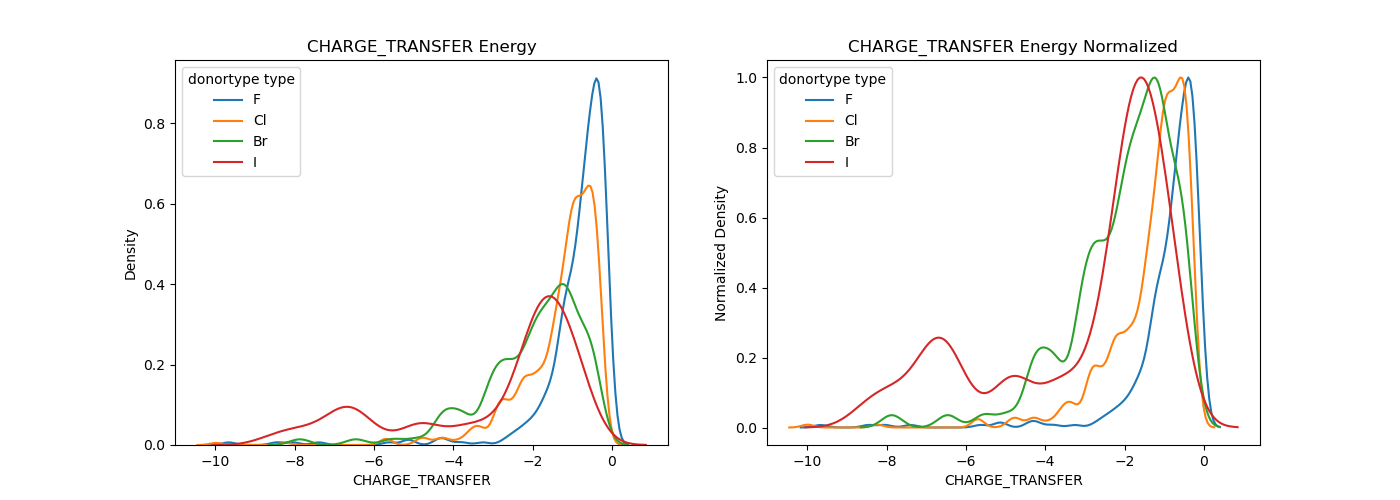 CHARGE_TRANSFER Energy
donortype type
F
Cl
Br
I
0.8
0.6
0.4
0.2
0.0
Density
−10
−8
−6
−4
−2
0
CHARGE_TRANSFER
CHARGE_TRANSFER Energy Normalized
donortype type
F
Cl
Br
I
1.0
0.8
0.6
0.4
0.2
0.0
Normalized Density
−10
−8
−6
−4
−2
0
CHARGE_TRANSFER